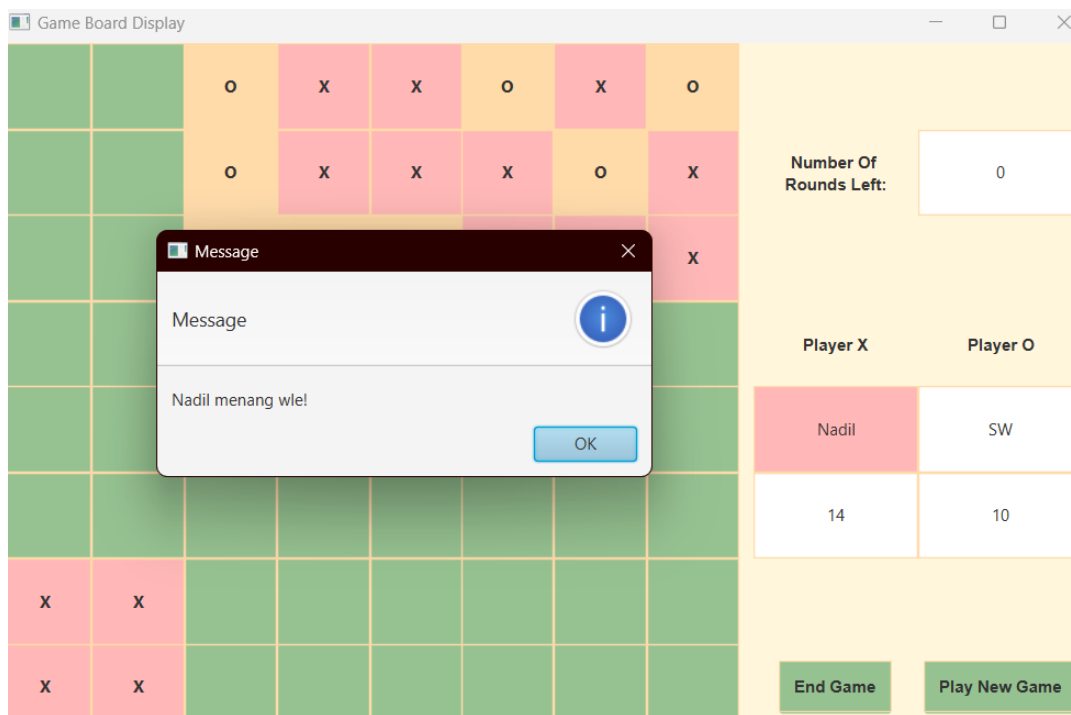 Game Board Display
O X X O X O
O X X X O X
Number Of
Rounds Left:
0
X
Message
Message
Nadil menang wle!
OK
Player X Player O
Nadil SW
14 10
X X
X X
End Game Play New Game